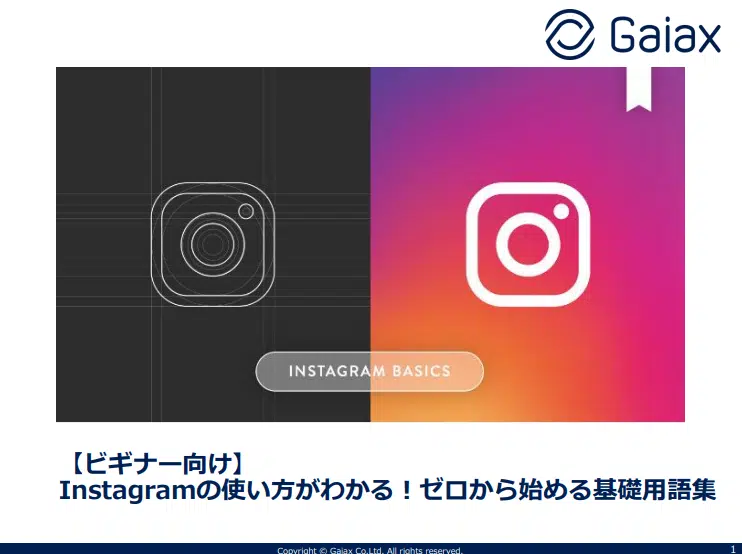 Gaiax
INSTAGRAM BASICS
【ビギナー向け】
Instagramの使い方がわかる！ゼロから始める基礎用語集
Copyright © Gaiax Co.Ltd. All rights reserved.
1